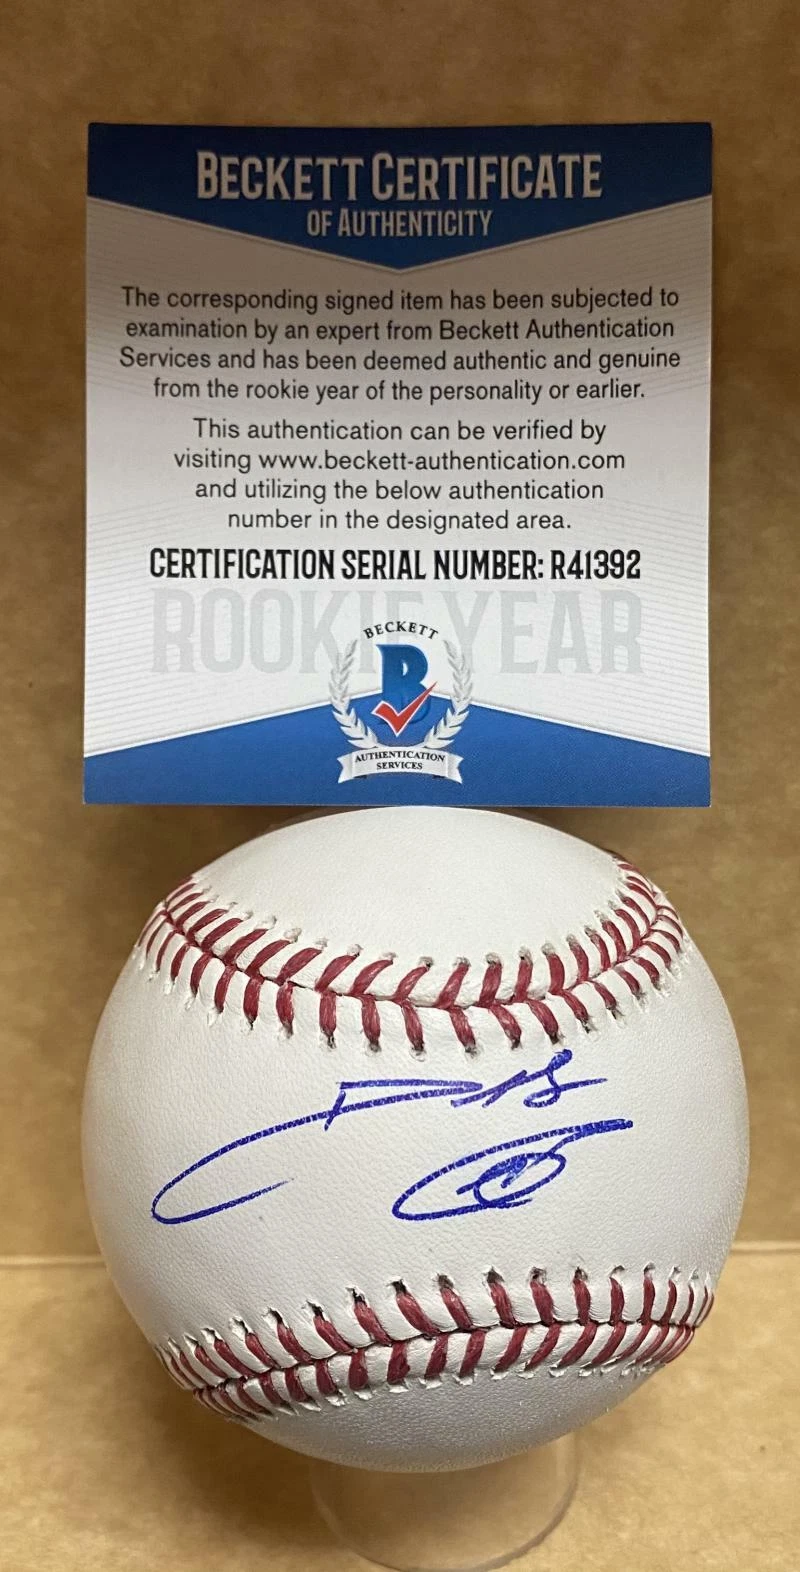 BECKETT CERTIFICATE
OF AUTHENTICITY
The corresponding signed item has been subjected to
examination by an expert from Beckett Authentication
Services and has been deemed authentic and genuine
from the rookie year of the personality or earlier.
This authentication can be verified by
visiting www.beckett-authentication.com
and utilizing the below authentication
number in the designated area.
CERTIFICATION SERIAL NUMBER: R41392
ROOKIE YEAR
BECKETT
B
AUTHENTICATION
SERVICES